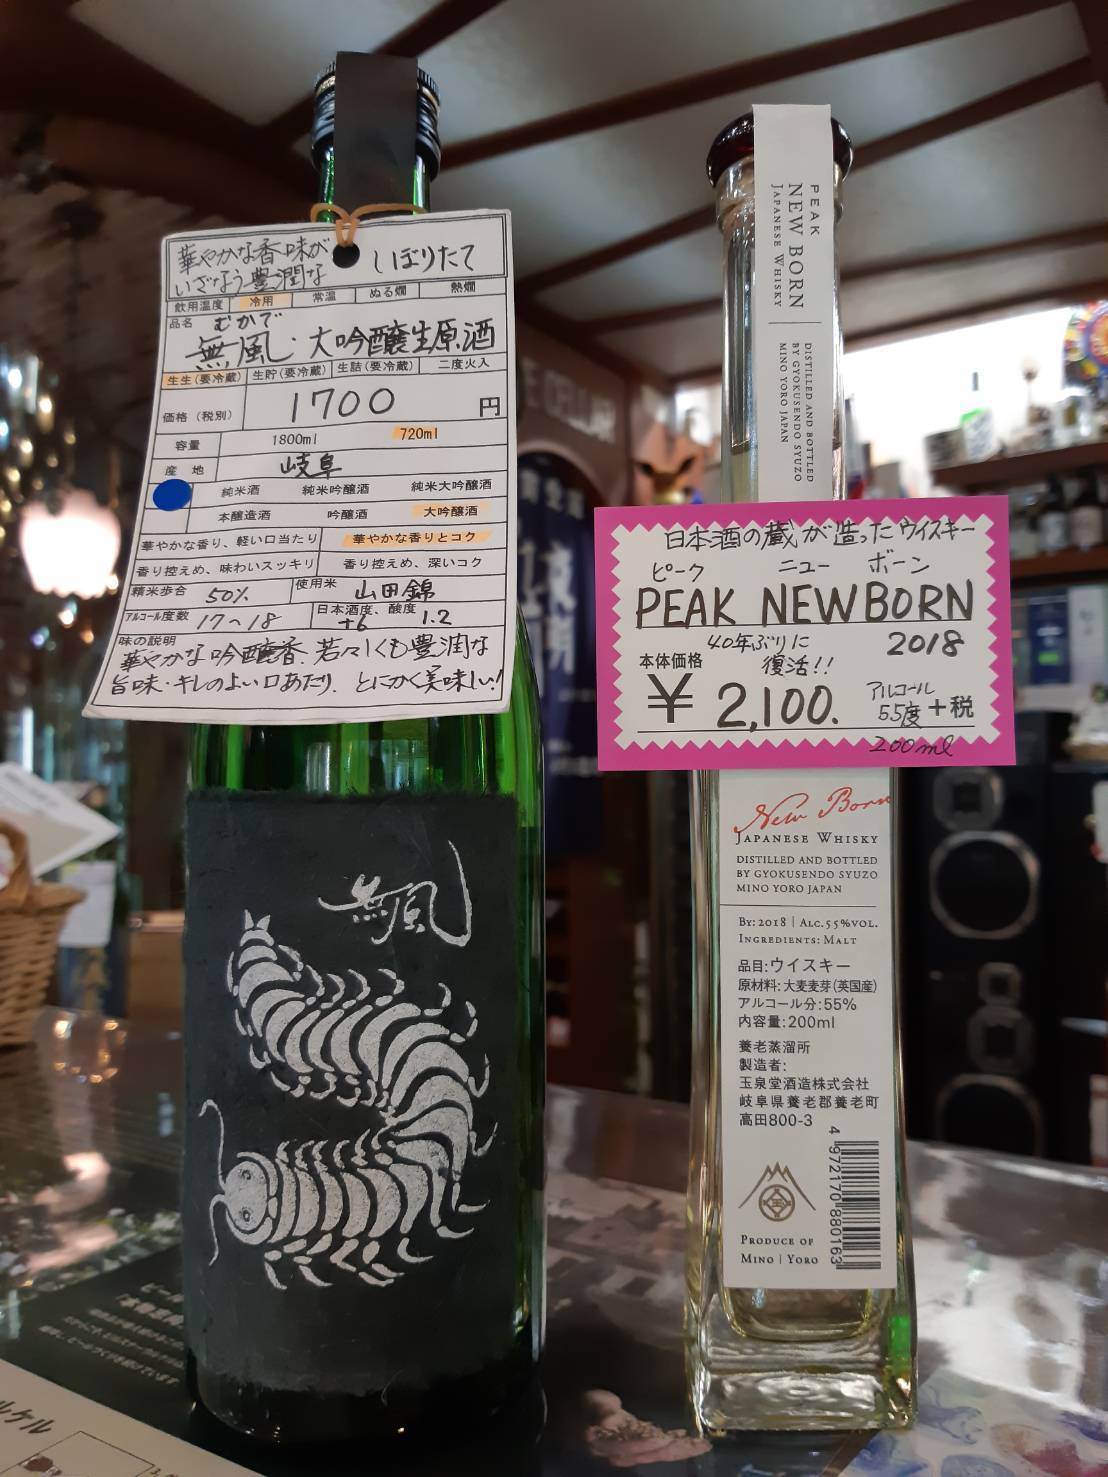 華やかな香味が
いざなう豊潤な しぼりたて
飲用温度 冷用 常温 ぬる燗 熱燗
品名 むかで
無風・大吟醸生原酒
生生(要冷蔵) 生貯(要冷蔵) 生詰(要冷蔵) 二度火入
価格(税別) 1700 円
容量 1800ml 720ml
産地 岐阜
純米酒 純米吟醸酒 純米大吟醸酒
本醸造酒 吟醸酒 大吟醸酒
華やかな香り、軽い口当たり 華やかな香りとコク
香り控えめ、味わいスッキリ 香り控えめ、深いコク
精米歩合 50% 使用米 山田錦
アルコール度数 17〜18 日本酒度、酸度 +6 1.2
味の説明
華やかな吟醸香、若々しくも豊潤な
旨味・キレのよい口あたり、とにかく美味しい!
無風
PEAK
NEW BORN
JAPANESE WHISKY
DISTILLED AND BOTTLED
BY GYOKUSENDO SYUZO
MINO YORO JAPAN
日本酒の蔵が造ったウイスキー
ピーク ニュー ボーン
PEAK NEWBORN
40年ぶりに 2018
復活!!
本体価格
¥2,100.
アルコール
55度 +税
200ml
New Born
JAPANESE WHISKY
DISTILLED AND BOTTLED
BY GYOKUSENDO SYUZO
MINO YORO JAPAN
BY: 2018 | ALC. 55%VOL.
INGREDIENTS: MALT
品目:ウイスキー
原材料:大麦麦芽(英国産)
アルコール分:55%
内容量:200ml
養老蒸溜所
製造者:
玉泉堂酒造株式会社
岐阜県養老郡養老町
高田800-3
4 972170 880163
PRODUCE OF
MINO | YORO
CELLAR